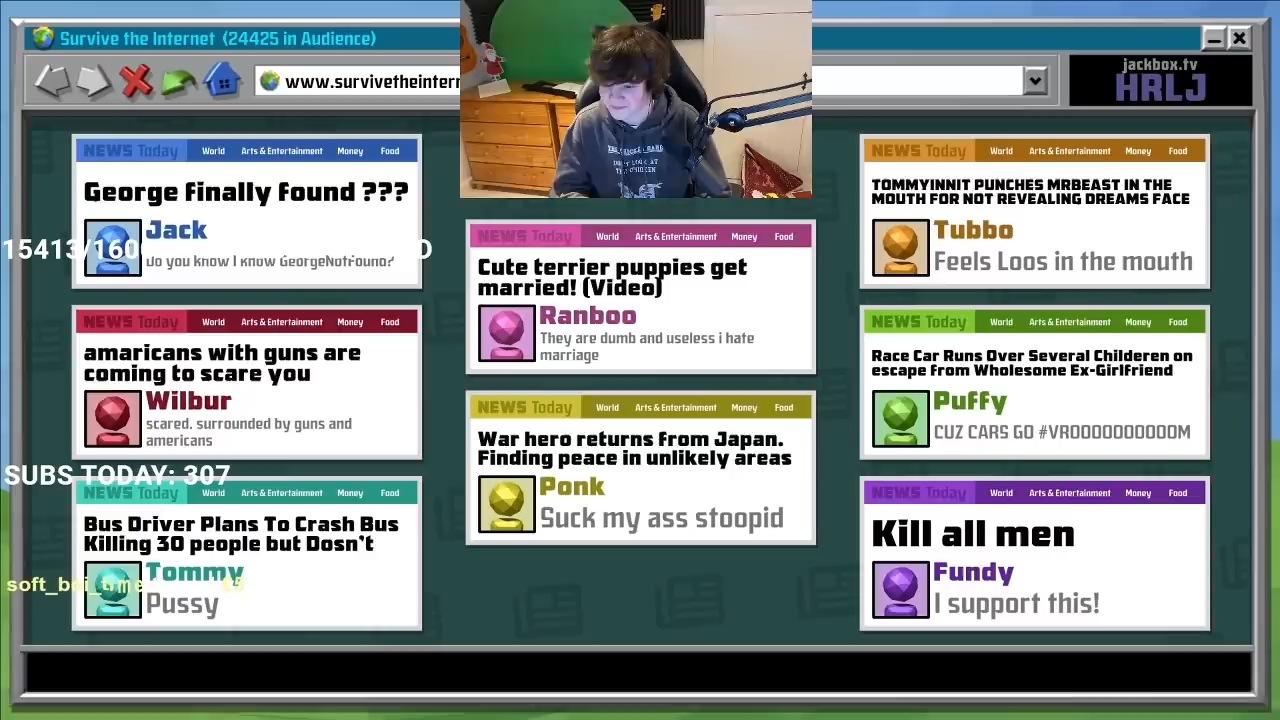 Survive the Internet (24425 in Audience)
www.survivetheinter
jackbox.tv
HRLJ
NEWS Today World Arts & Entertainment Money Food
George finally found ???
Jack
Do you know I know GeorgeNotFound?
15413/160
D
NEWS Today World Arts & Entertainment Money Food
amaricans with guns are
coming to scare you
Wilbur
scared. surrounded by guns and
americans
SUBS TODAY: 307
NEWS Today World Arts & Entertainment Money Food
Bus Driver Plans To Crash Bus
Killing 30 people but Dosn't
Tommy
Pussy
NEWS Today World Arts & Entertainment Money Food
Cute terrier puppies get
married! (Video)
Ranboo
They are dumb and useless i hate
marriage
NEWS Today World Arts & Entertainment Money Food
War hero returns from Japan.
Finding peace in unlikely areas
Ponk
Suck my ass stoopid
NEWS Today World Arts & Entertainment Money Food
TOMMYINNIT PUNCHES MRBEAST IN THE
MOUTH FOR NOT REVEALING DREAMS FACE
Tubbo
Feels Loos in the mouth
NEWS Today World Arts & Entertainment Money Food
Race Car Runs Over Several Childeren on
escape from Wholesome Ex-Girlfriend
Puffy
CUZ CARS GO #VROOOOOOOOOM
NEWS Today World Arts & Entertainment Money Food
Kill all men
Fundy
I support this!